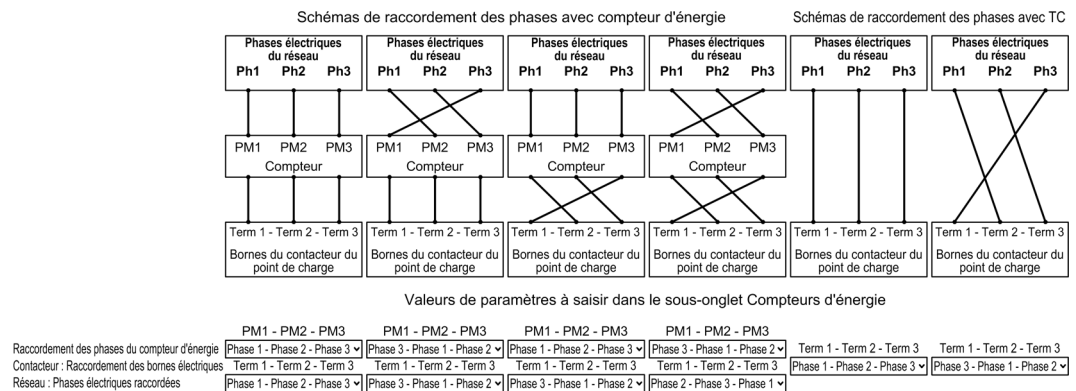 Schémas de raccordement des phases avec compteur d'énergie Schémas de raccordement des phases avec TC
Phases électriques Phases électriques Phases électriques Phases électriques Phases électriques Phases électriques
du réseau du réseau du réseau du réseau du réseau du réseau
Ph1 Ph2 Ph3 Ph1 Ph2 Ph3 Ph1 Ph2 Ph3 Ph1 Ph2 Ph3 Ph1 Ph2 Ph3 Ph1 Ph2 Ph3
PM1 PM2 PM3 PM1 PM2 PM3 PM1 PM2 PM3 PM1 PM2 PM3
Compteur Compteur Compteur Compteur
Term 1 - Term 2 - Term 3 Term 1 - Term 2 - Term 3 Term 1 - Term 2 - Term 3 Term 1 - Term 2 - Term 3 Term 1 - Term 2 - Term 3 Term 1 - Term 2 - Term 3
Bornes du contacteur du Bornes du contacteur du Bornes du contacteur du Bornes du contacteur du Bornes du contacteur du Bornes du contacteur du
point de charge point de charge point de charge point de charge point de charge point de charge
Valeurs de paramètres à saisir dans le sous-onglet Compteurs d'énergie
PM1 - PM2 - PM3 PM1 - PM2 - PM3 PM1 - PM2 - PM3 PM1 - PM2 - PM3
Raccordement des phases du compteur d'énergie Phase 1 - Phase 2 - Phase 3 Phase 3 - Phase 1 - Phase 2 Phase 1 - Phase 2 - Phase 3 Phase 3 - Phase 1 - Phase 2 Term 1 - Term 2 - Term 3 Term 1 - Term 2 - Term 3
Contacteur : Raccordement des bornes électriques Term 1 - Term 2 - Term 3 Term 1 - Term 2 - Term 3 Term 1 - Term 2 - Term 3 Term 1 - Term 2 - Term 3 Phase 1 - Phase 2 - Phase 3 Phase 3 - Phase 1 - Phase 2
Réseau : Phases électriques raccordées Phase 1 - Phase 2 - Phase 3 Phase 3 - Phase 1 - Phase 2 Phase 3 - Phase 1 - Phase 2 Phase 2 - Phase 3 - Phase 1